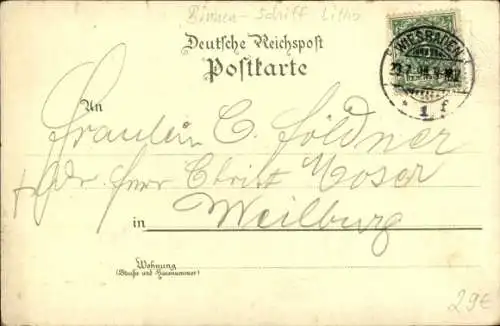 Binnen-Schiff Litho
Deutsche Reichspost
Postkarte
WIESBADEN
1 f
An
Fräulein C. Földner
Adr. Herr Christ Moser
in Weilburg
Wohnung
(Straße und Hausnummer)
29€